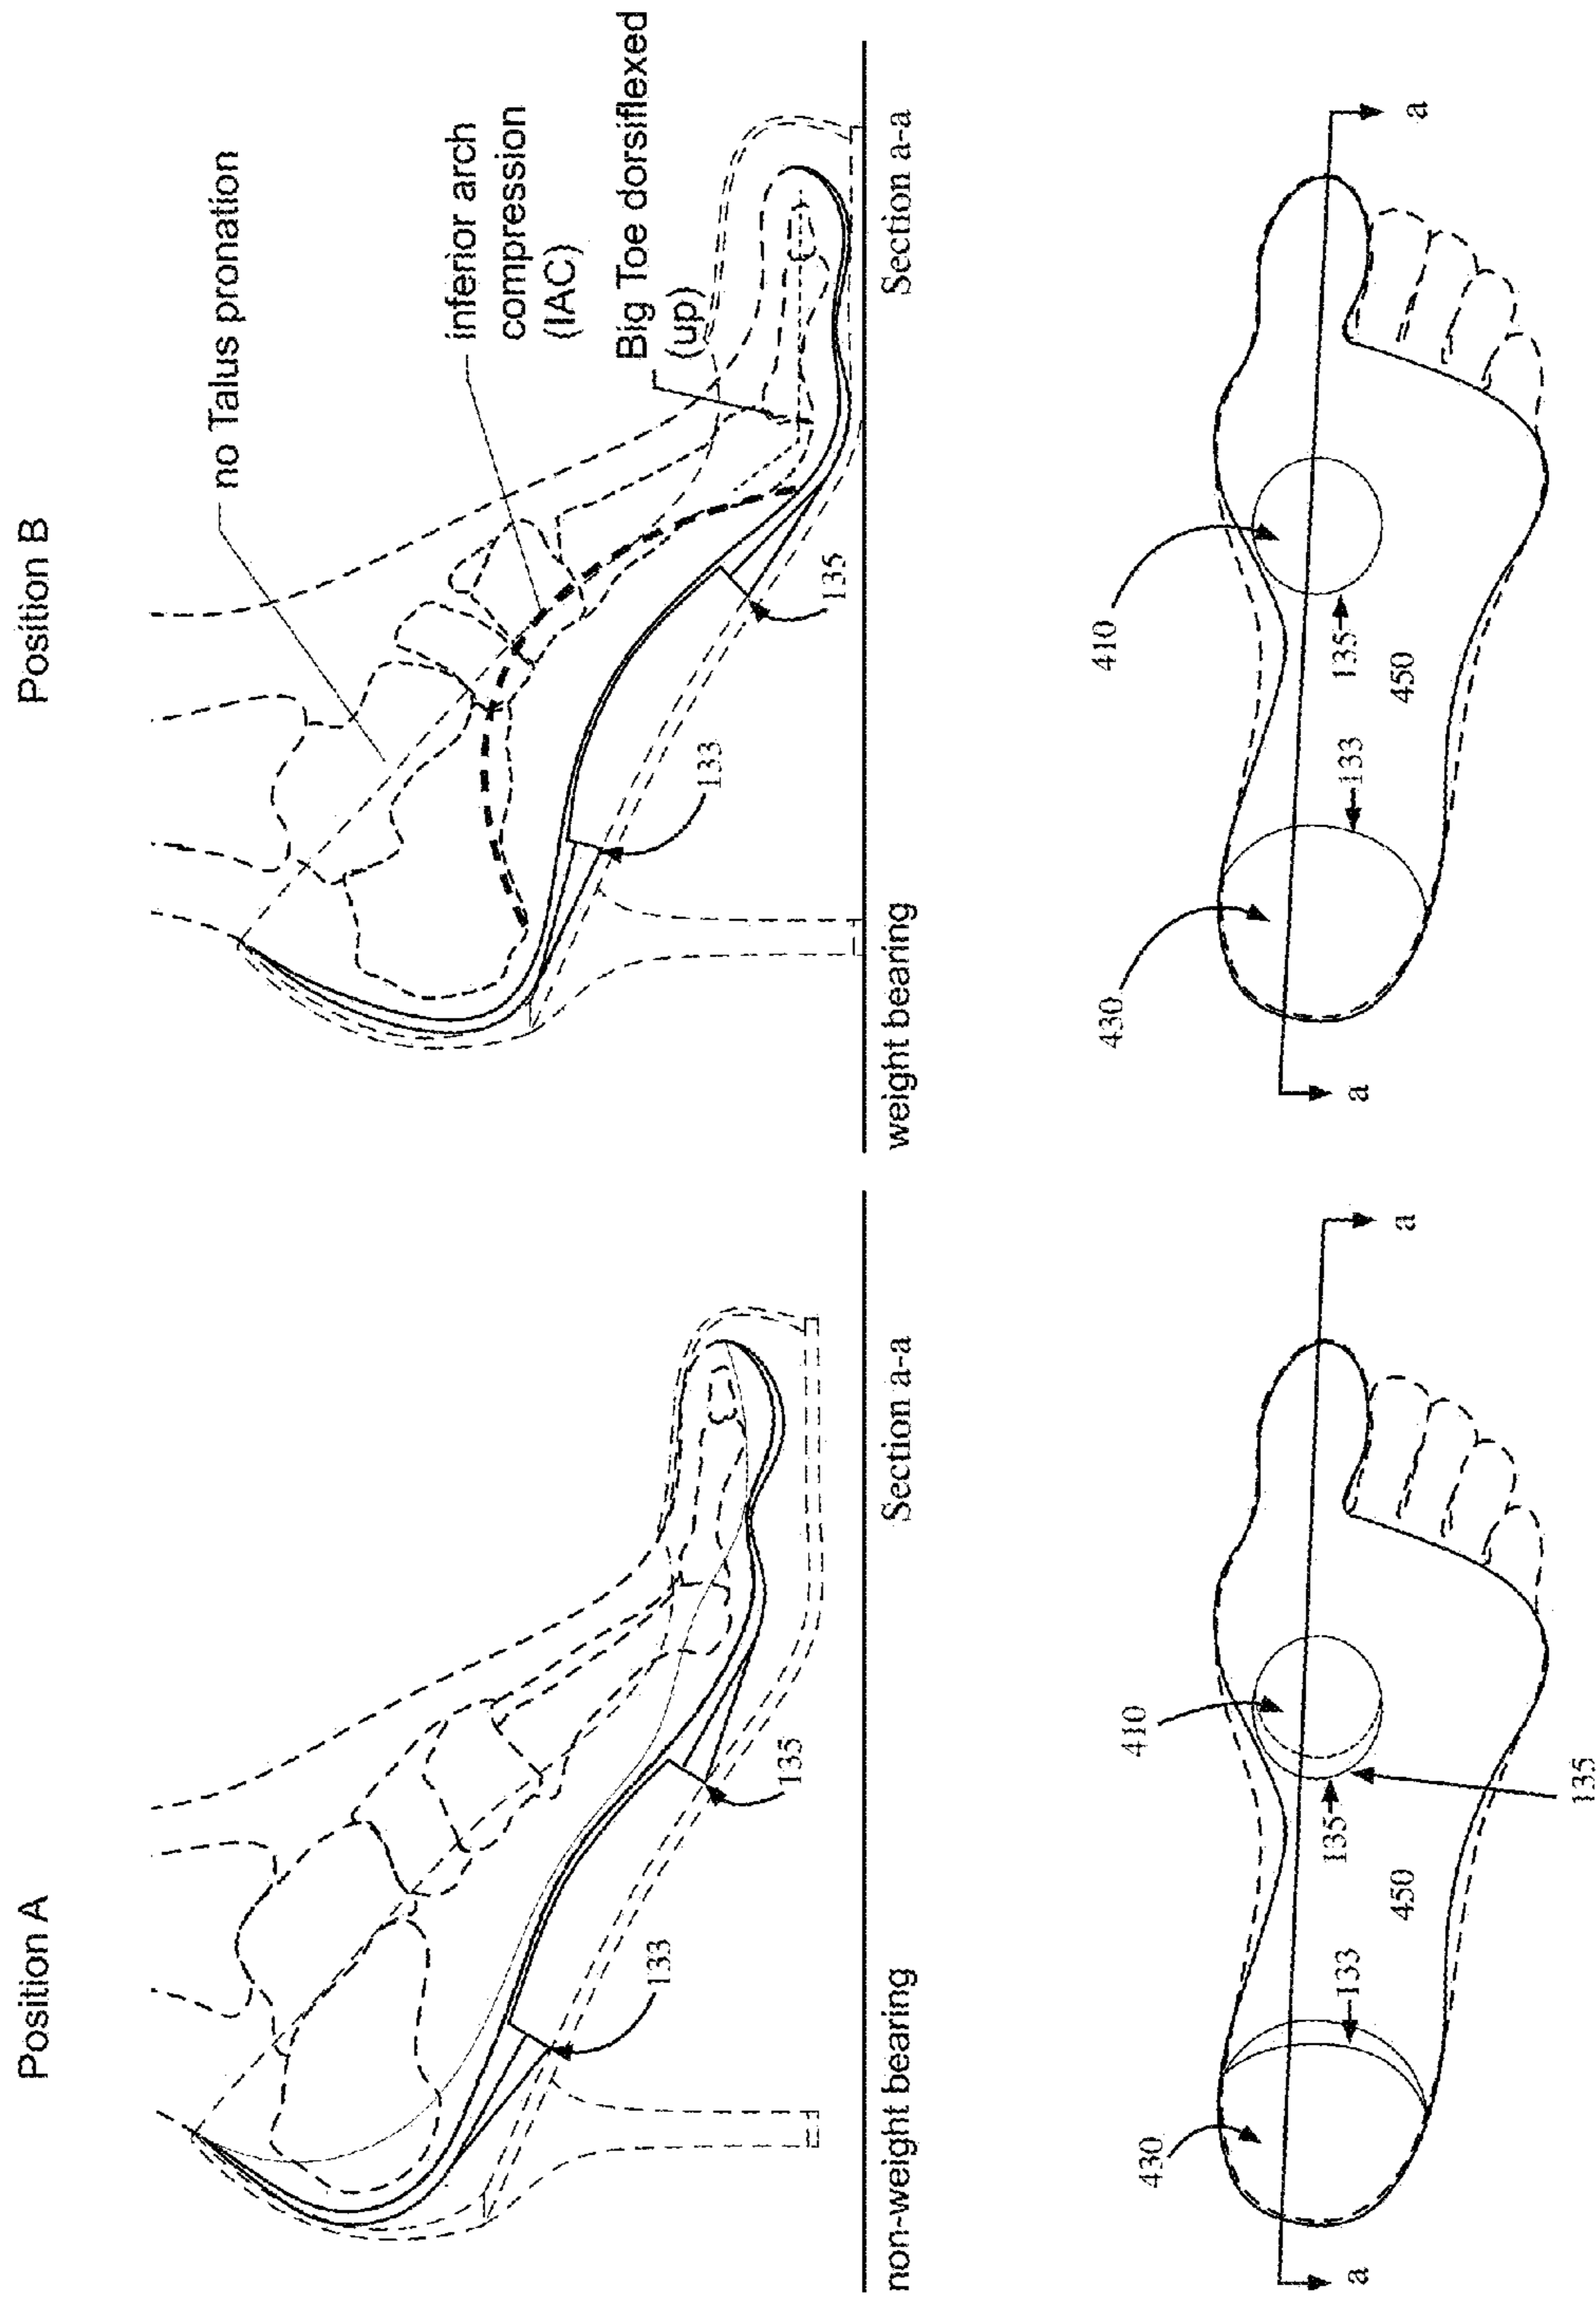 Position A
133
135
non-weight bearing
Section a-a
430
410
133
135
450
135
a
a
Position B
no Talus pronation
inferior arch
compression
(IAC)
Big Toe dorsiflexed
(up)
133
135
weight bearing
Section a-a
430
410
133
135
450
a
a